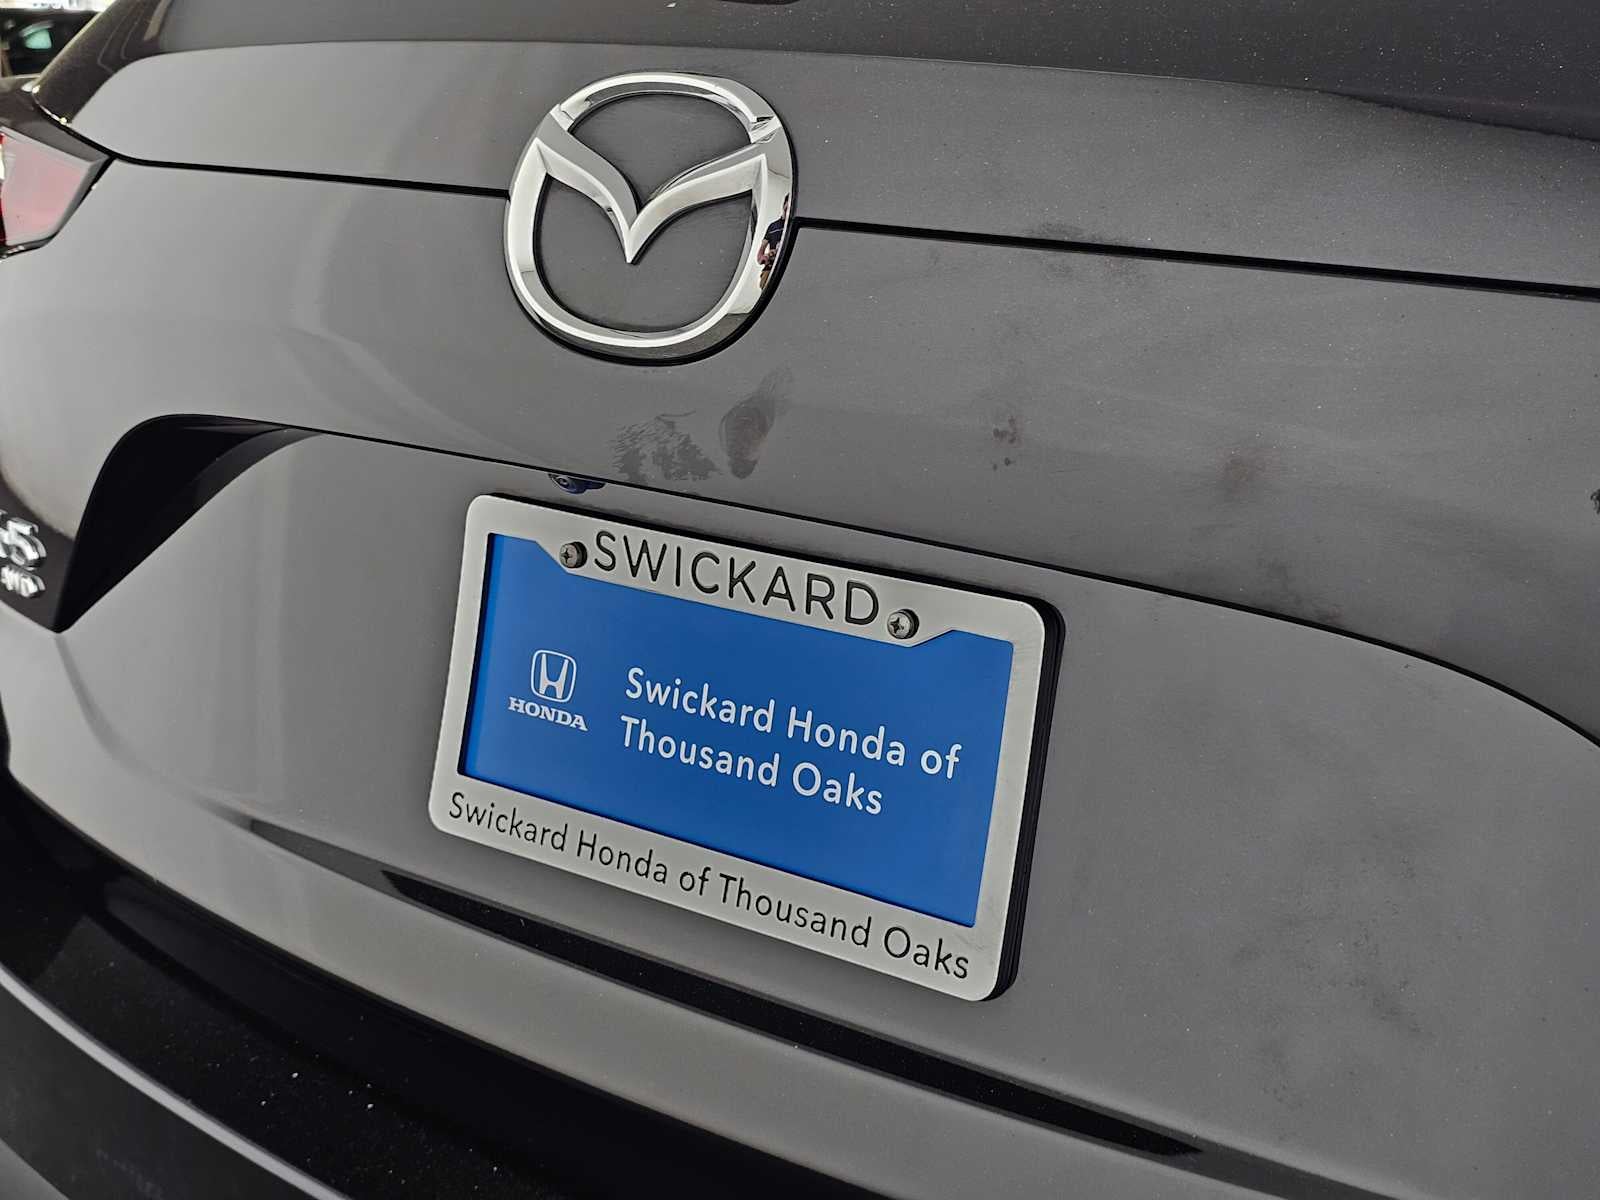 SWICKARD
HONDA
Swickard Honda of
Thousand Oaks
Swickard Honda of Thousand Oaks